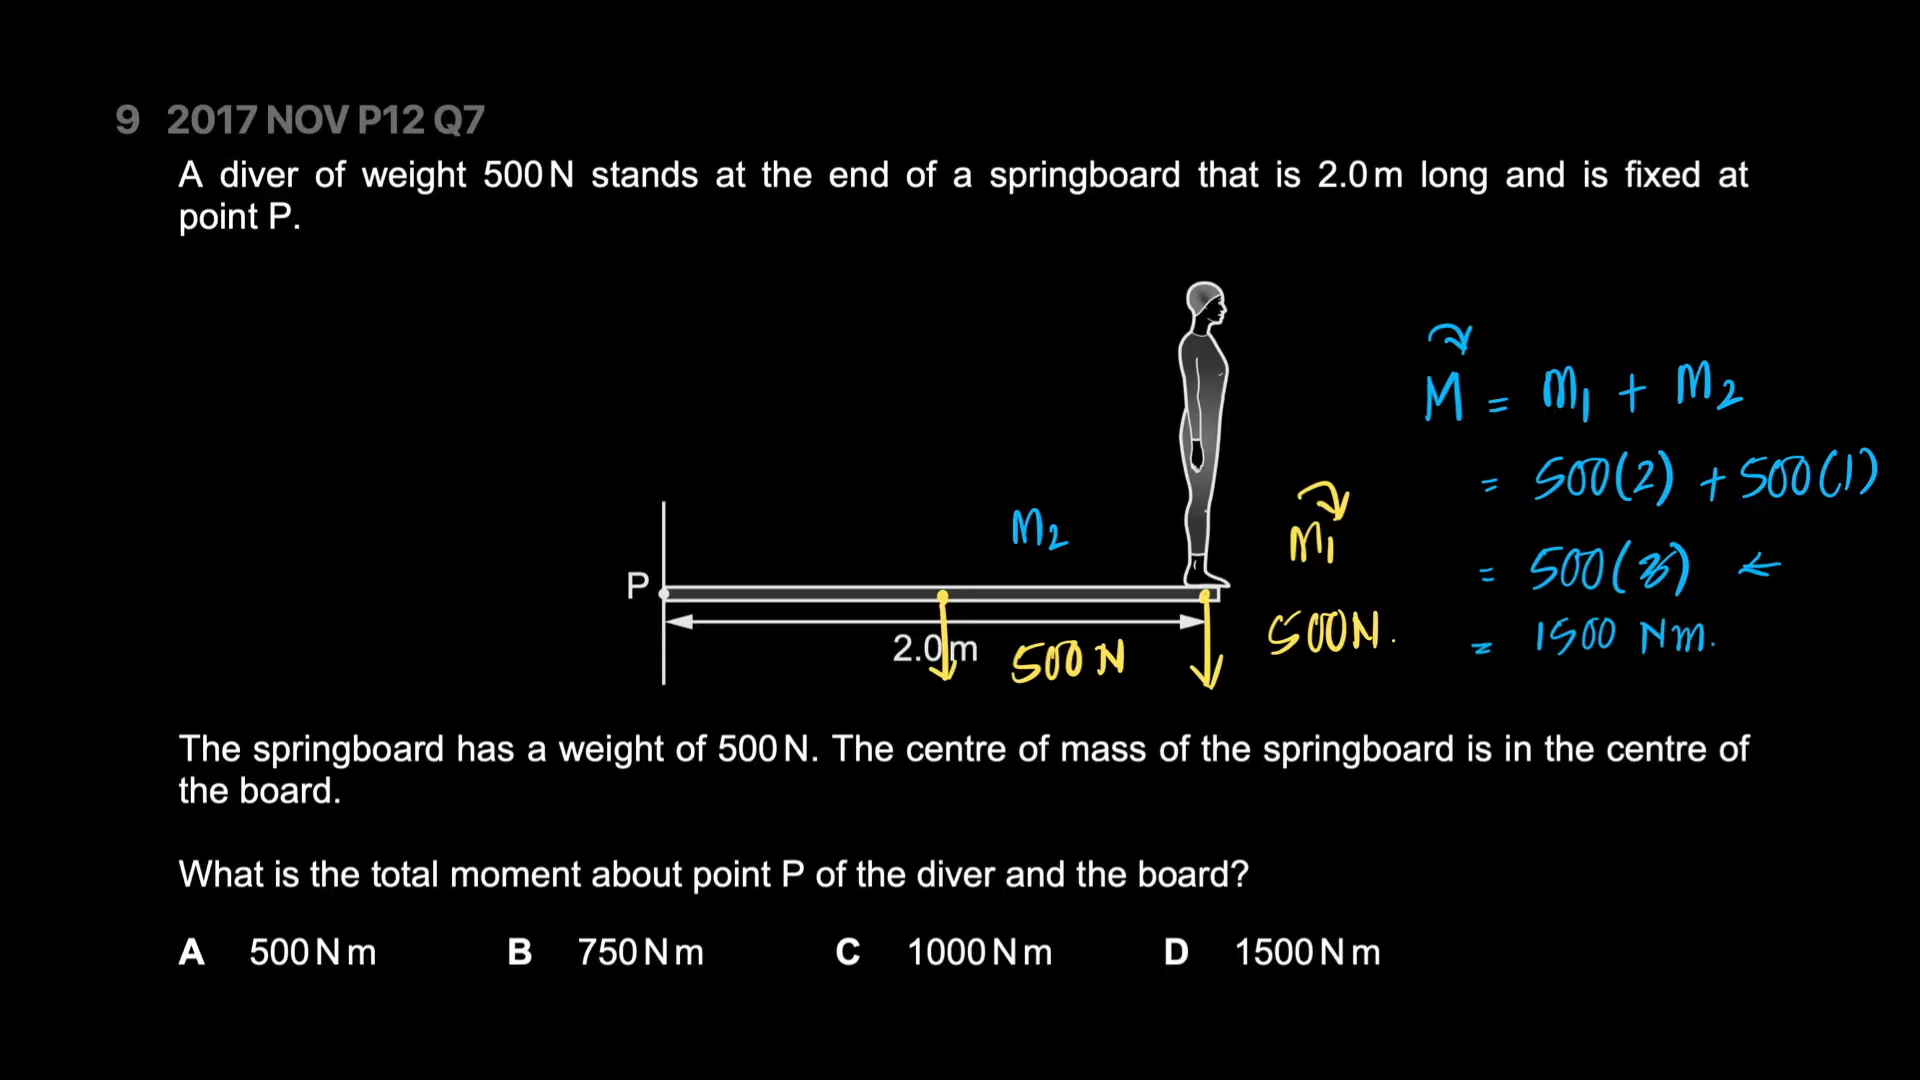 9 2017 NOV P12 Q7
A diver of weight 500 N stands at the end of a springboard that is 2.0 m long and is fixed at
point P.
M = m1 + m2
= 500(2) + 500(1)
= 500(3) ←
= 1500 Nm.
m2
m1
P
2.0 m
500 N
500N.
The springboard has a weight of 500 N. The centre of mass of the springboard is in the centre of
the board.
What is the total moment about point P of the diver and the board?
A 500 N m B 750 N m C 1000 N m D 1500 N m